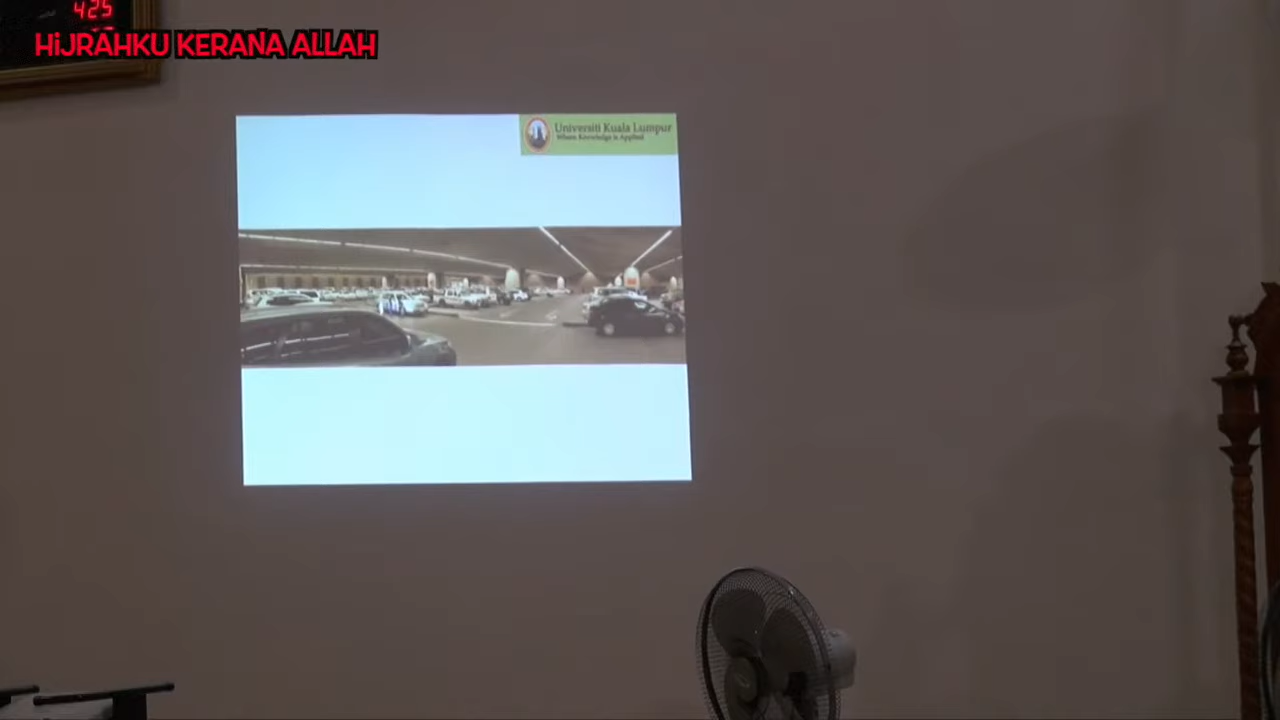 425
HiJRAHKU KERANA ALLAH
Universiti Kuala Lumpur
Where Knowledge is Applied